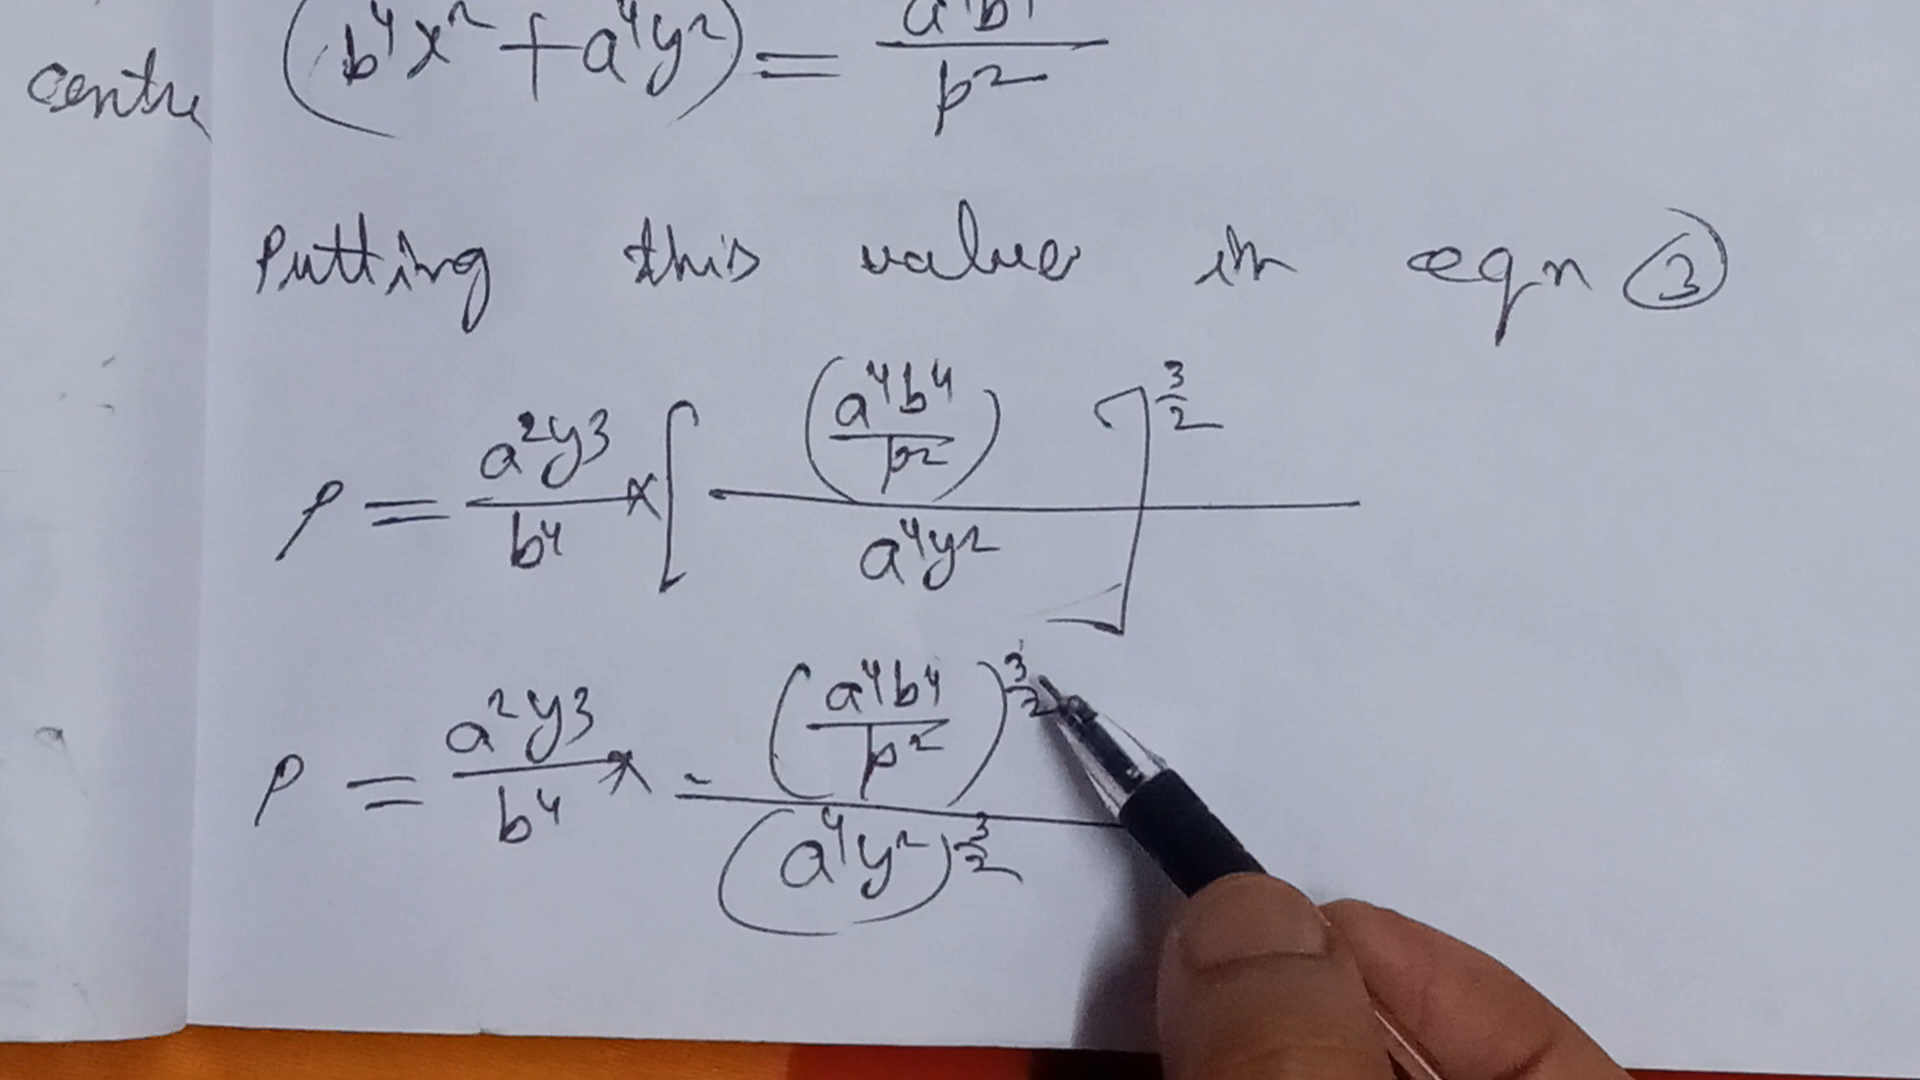 centre (b⁴x² + a⁴y²) = a⁴b⁴/p²
Putting this value in eqn ③
ρ = a²y³/b⁴ × [(a⁴b⁴/p²)/a⁴y²]^3/2
ρ = a²y³/b⁴ × (a⁴b⁴/p²)^3/2 / (a⁴y²)^3/2